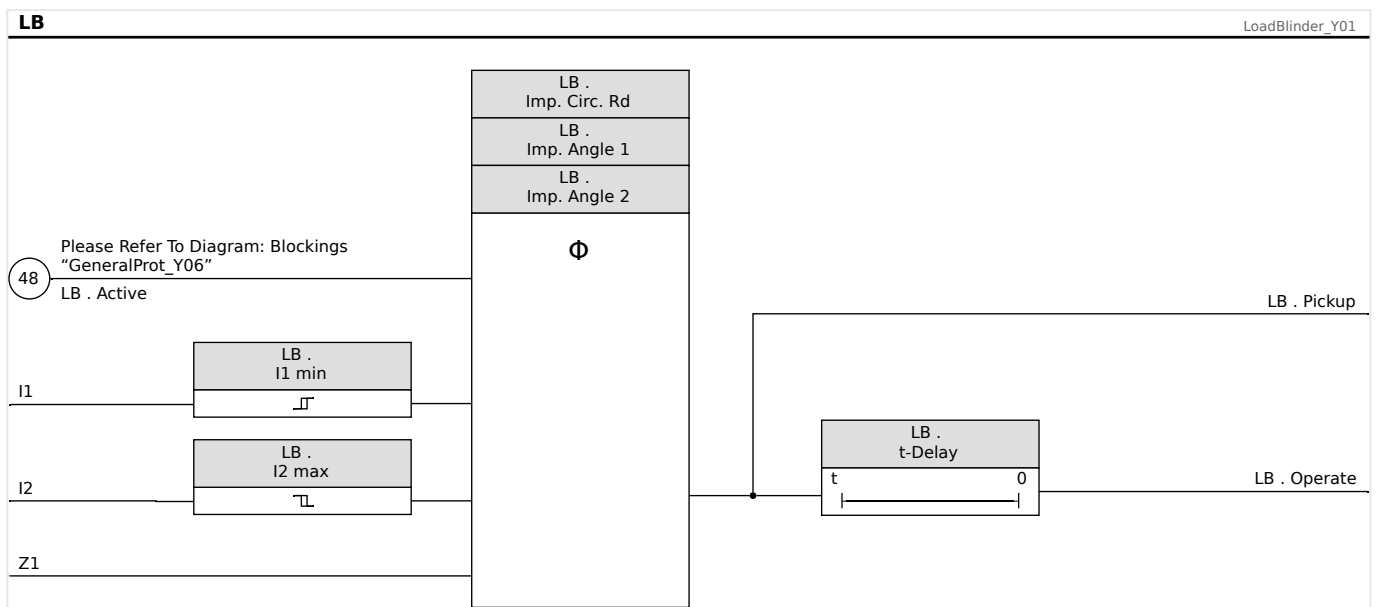 LB
LoadBlinder_Y01
LB .
Imp. Circ. Rd
LB .
Imp. Angle 1
LB .
Imp. Angle 2
Φ
Please Refer To Diagram: Blockings
“GeneralProt_Y06”
48
LB . Active
LB . Pickup
LB .
I1 min
I1
LB .
I2 max
I2
LB .
t-Delay
t 0
LB . Operate
Z1